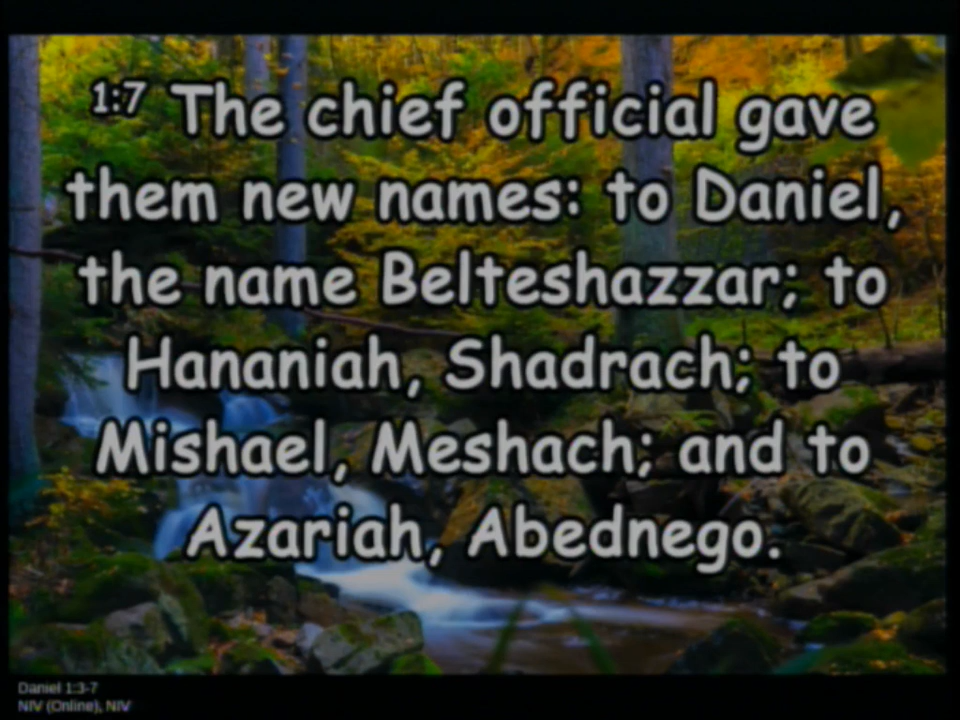 1:7 The chief official gave
them new names: to Daniel,
the name Belteshazzar; to
Hananiah, Shadrach; to
Mishael, Meshach; and to
Azariah, Abednego.
Daniel 1:3-7
NIV (Online), NIV